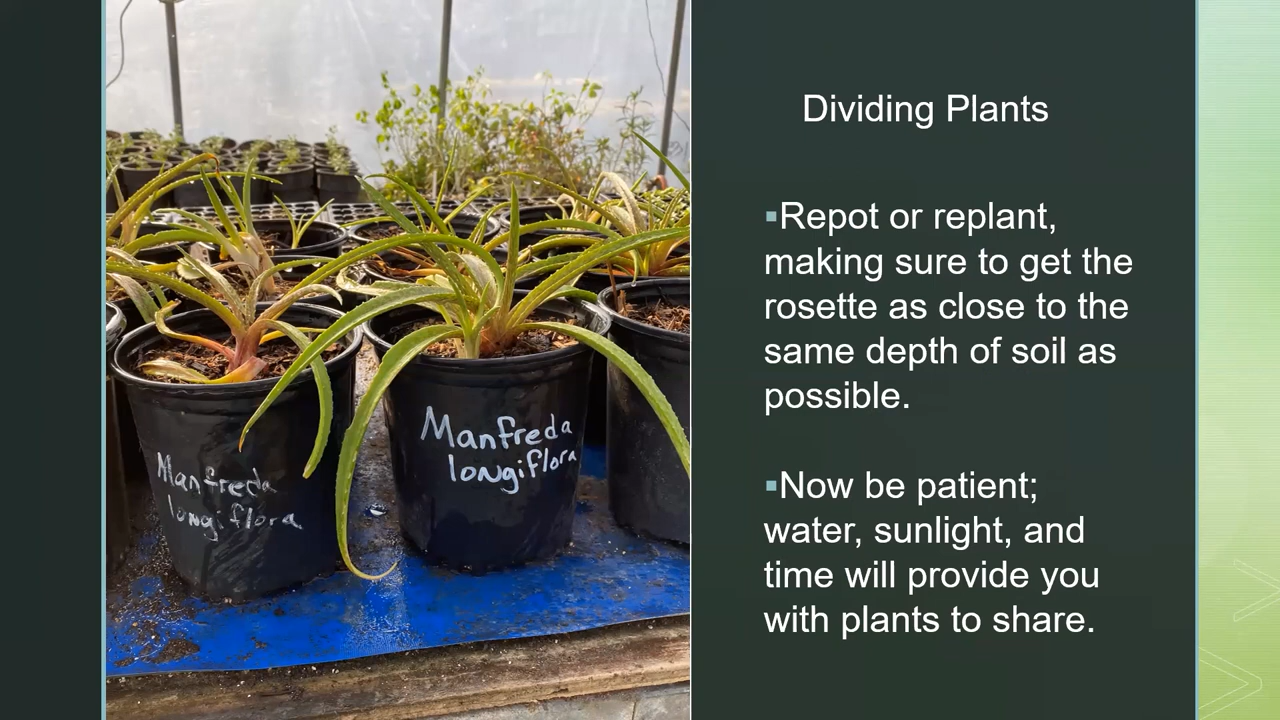 Dividing Plants
▪Repot or replant,
making sure to get the
rosette as close to the
same depth of soil as
possible.
▪Now be patient;
water, sunlight, and
time will provide you
with plants to share.
Manfreda
longiflora
Manfreda
longiflora